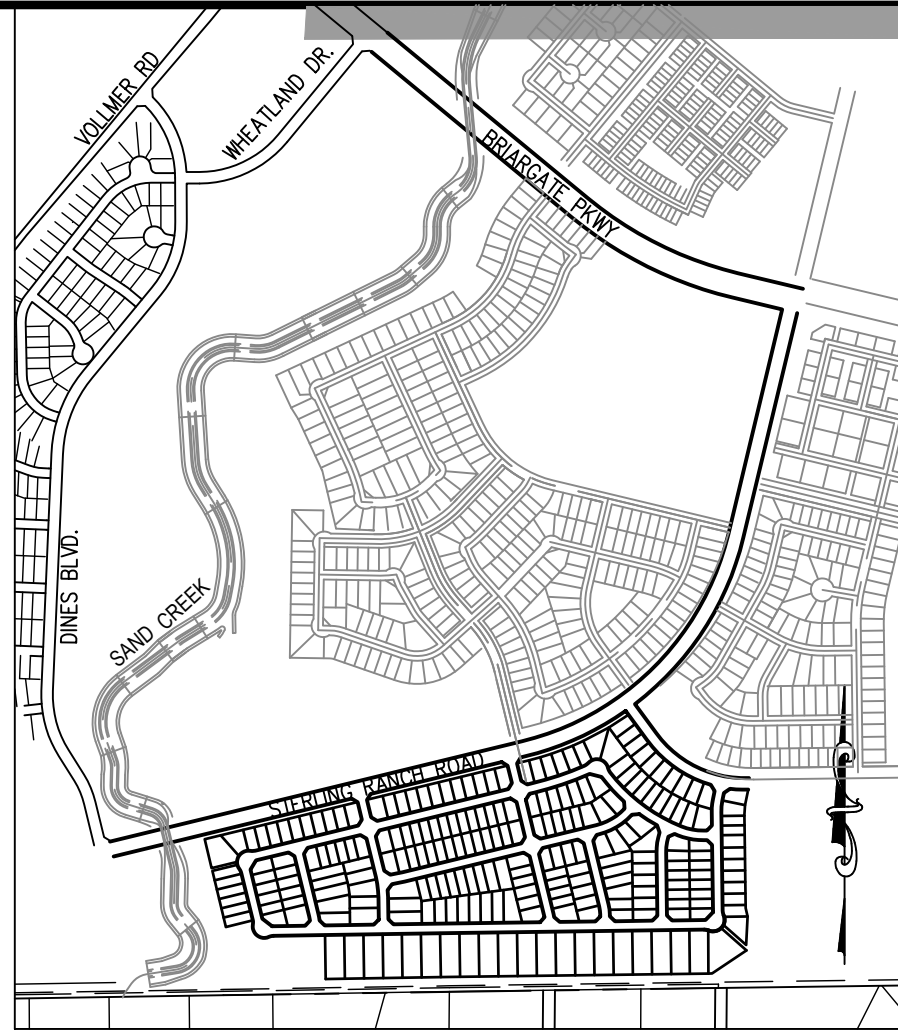 VOLLMER RD
WHEATLAND DR.
BRIARGATE PKWY
DINES BLVD.
SAND CREEK
STERLING RANCH ROAD